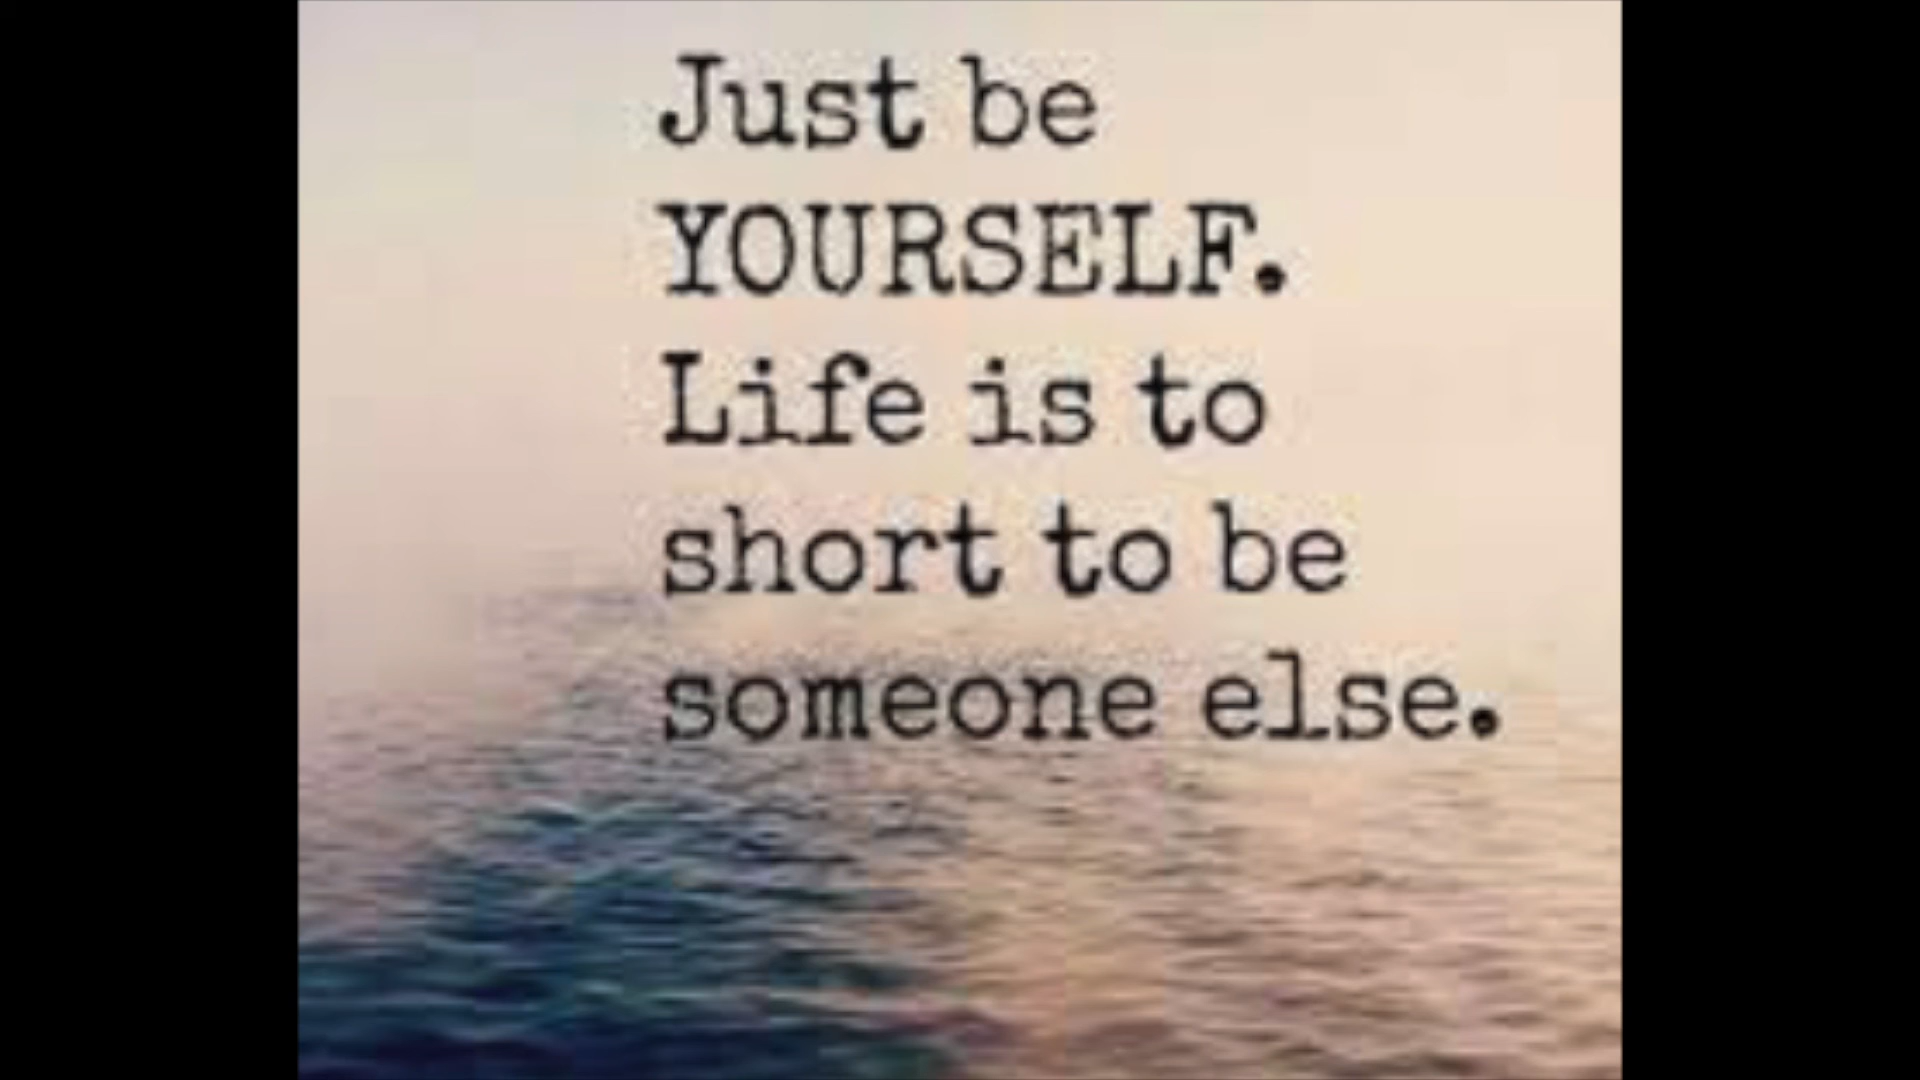 Just be
YOURSELF.
Life is to
short to be
someone else.